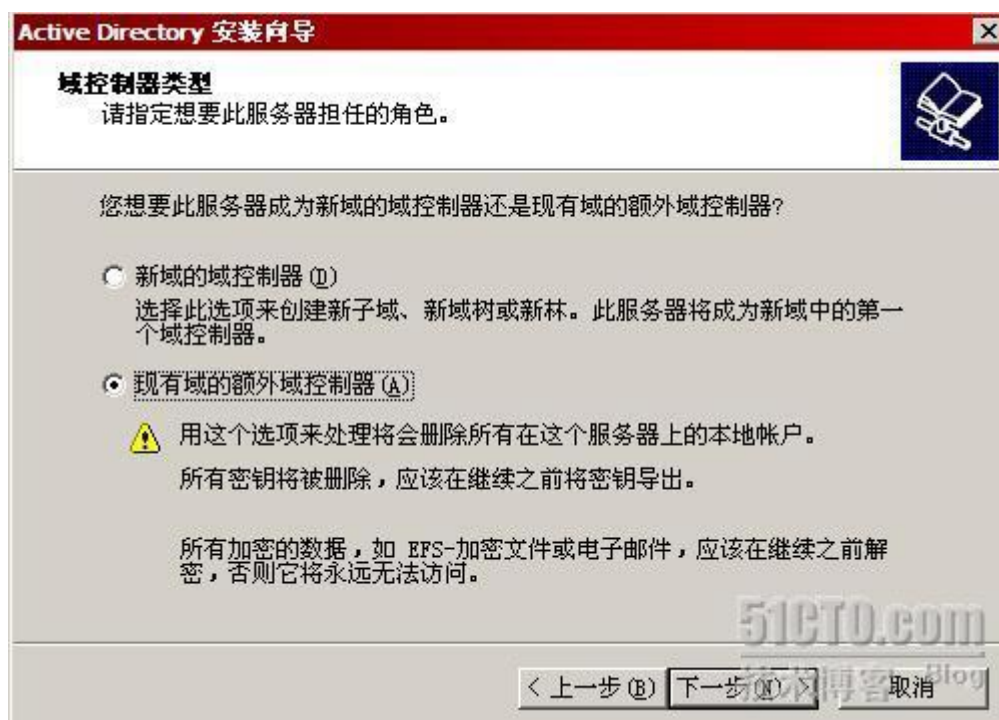 Active Directory 安装向导
域控制器类型
请指定想要此服务器担任的角色。
您想要此服务器成为新域的域控制器还是现有域的额外域控制器?
新域的域控制器(D)
选择此选项来创建新子域、新域树或新林。此服务器将成为新域中的第一
个域控制器。
现有域的额外域控制器(A)
用这个选项来处理将会删除所有在这个服务器上的本地帐户。
所有密钥将被删除，应该在继续之前将密钥导出。
所有加密的数据，如 EFS-加密文件或电子邮件，应该在继续之前解
密，否则它将永远无法访问。
51CTO.com
技术博客 Blog
< 上一步(B) 下一步(N) > 取消